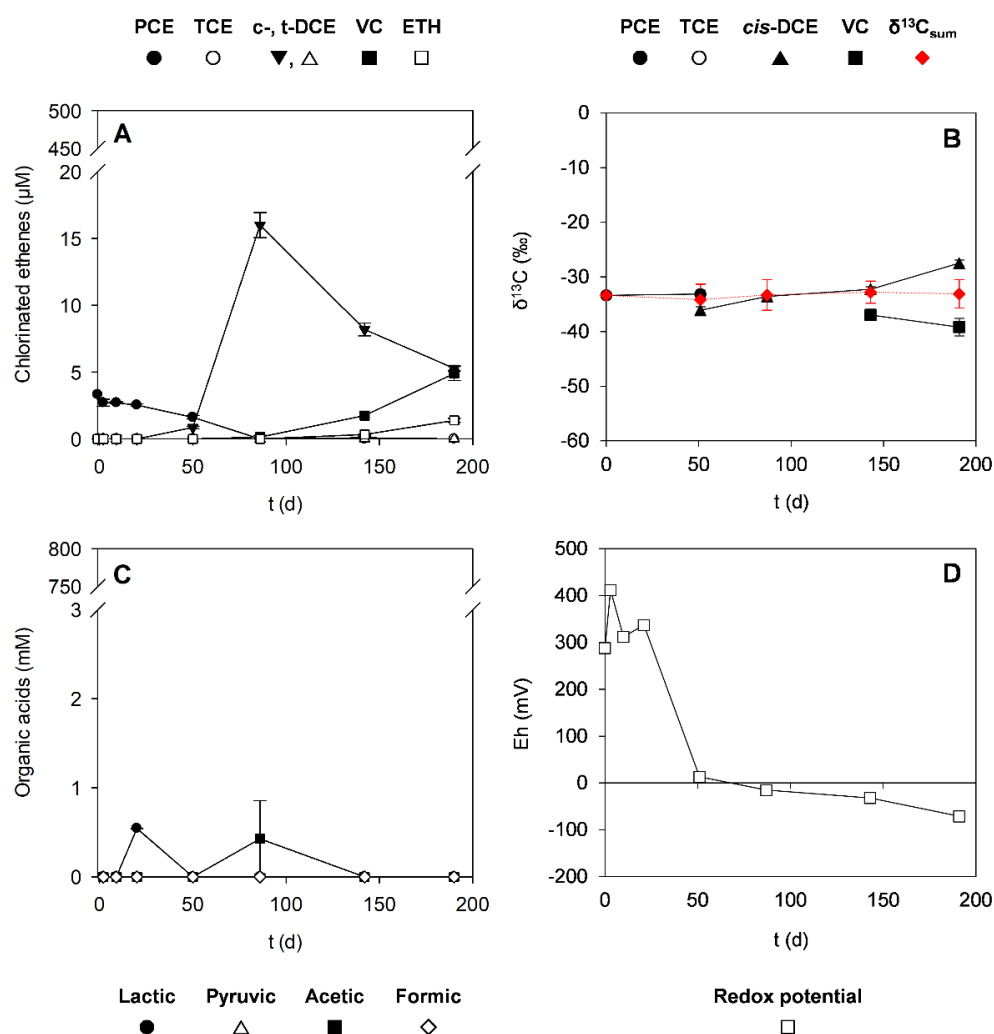 PCE TCE c-, t-DCE VC ETH
PCE TCE cis-DCE VC δ¹³Csum
A
Chlorinated ethenes (µM)
500
450
20
15
10
5
0
0 50 100 150 200
t (d)
B
δ¹³C (‰)
0
-10
-20
-30
-40
-50
-60
0 50 100 150 200
t (d)
C
Organic acids (mM)
800
750
3
2
1
0
0 50 100 150 200
t (d)
D
Eh (mV)
500
400
300
200
100
0
-100
-200
0 50 100 150 200
t (d)
Lactic Pyruvic Acetic Formic
Redox potential